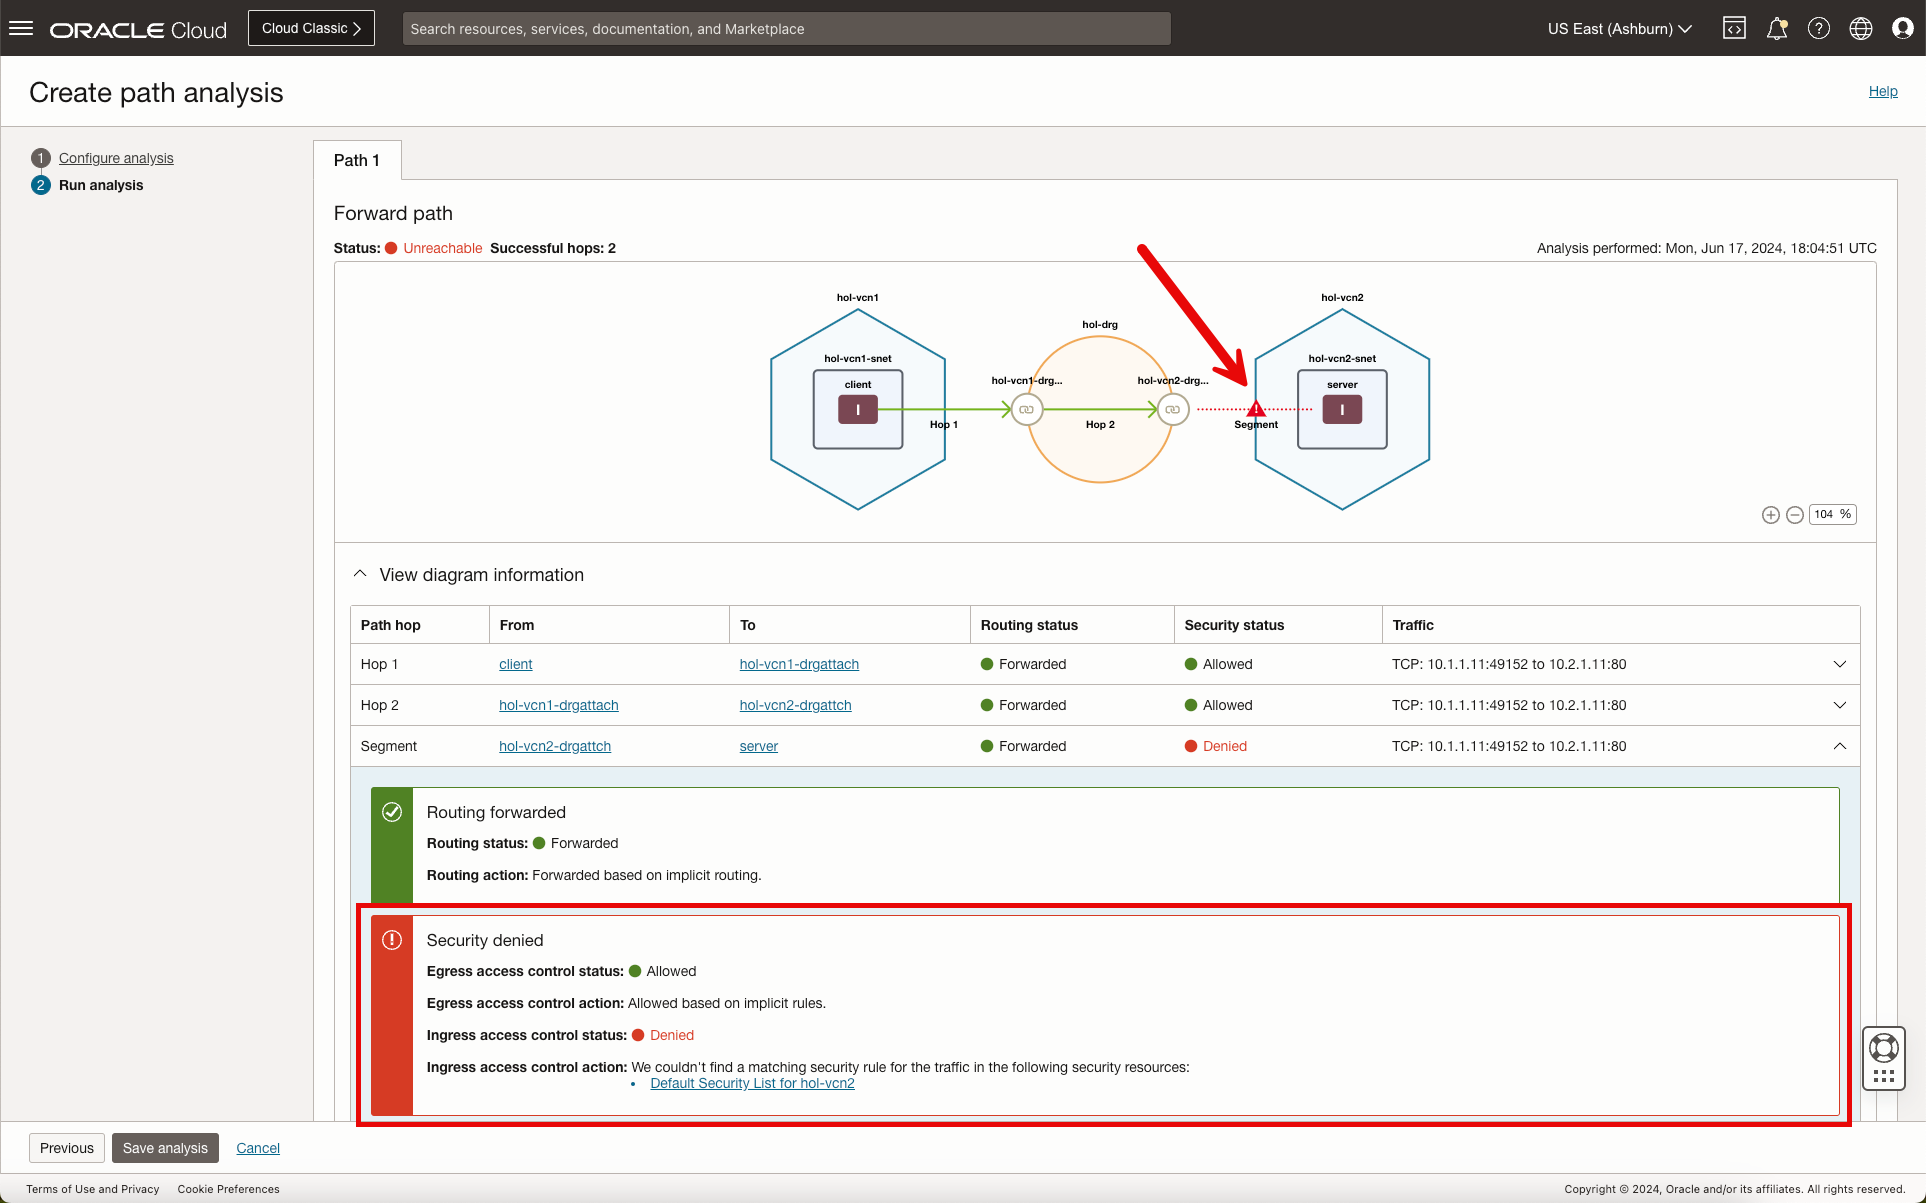 ORACLE Cloud
Cloud Classic
Search resources, services, documentation, and Marketplace
US East (Ashburn)
Create path analysis
Help
1 Configure analysis
2 Run analysis
Path 1
Forward path
Status: Unreachable Successful hops: 2
Analysis performed: Mon, Jun 17, 2024, 18:04:51 UTC
hol-vcn1
hol-vcn2
hol-drg
hol-vcn1-snet
hol-vcn2-snet
hol-vcn1-drg...
hol-vcn2-drg...
client
server
I
I
Hop 1
Hop 2
Segment
104 %
View diagram information
Path hop From To Routing status Security status Traffic
Hop 1 client hol-vcn1-drgattach Forwarded Allowed TCP: 10.1.1.11:49152 to 10.2.1.11:80
Hop 2 hol-vcn1-drgattach hol-vcn2-drgattch Forwarded Allowed TCP: 10.1.1.11:49152 to 10.2.1.11:80
Segment hol-vcn2-drgattch server Forwarded Denied TCP: 10.1.1.11:49152 to 10.2.1.11:80
Routing forwarded
Routing status: Forwarded
Routing action: Forwarded based on implicit routing.
Security denied
Egress access control status: Allowed
Egress access control action: Allowed based on implicit rules.
Ingress access control status: Denied
Ingress access control action: We couldn't find a matching security rule for the traffic in the following security resources:
• Default Security List for hol-vcn2
Previous Save analysis Cancel
Terms of Use and Privacy Cookie Preferences
Copyright © 2024, Oracle and/or its affiliates. All rights reserved.